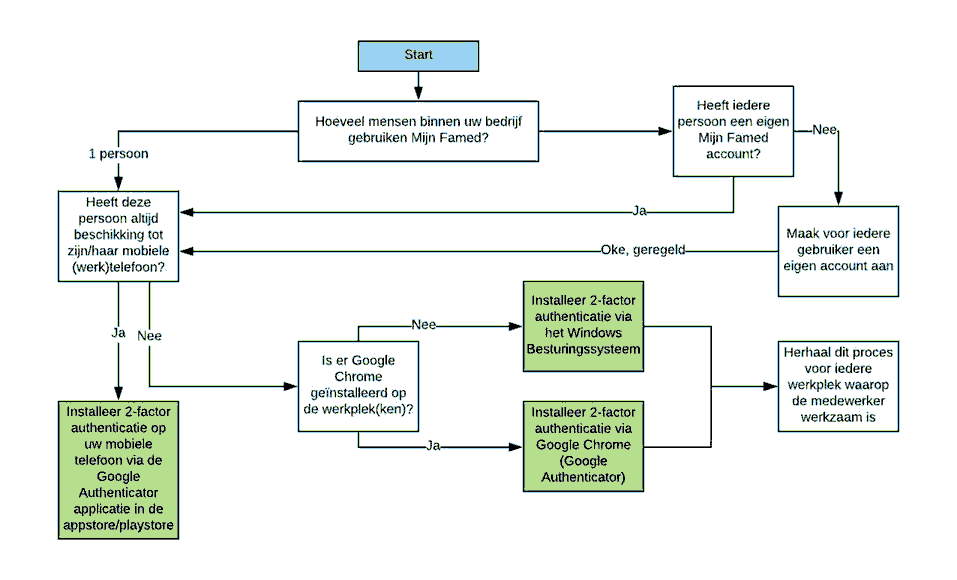 Start
Hoeveel mensen binnen uw bedrijf
gebruiken Mijn Famed?
Heeft iedere
persoon een eigen
Mijn Famed
account?
Nee
1 persoon
Heeft deze
persoon altijd
beschikking tot
zijn/haar mobiele
(werk)telefoon?
Ja
Maak voor iedere
gebruiker een
eigen account aan
Oke, geregeld
Ja
Nee
Installeer 2-factor
authenticatie op
uw mobiele
telefoon via de
Google
Authenticator
applicatie in de
appstore/playstore
Is er Google
Chrome
geïnstalleerd op
de werkplek(ken)?
Nee
Ja
Installeer 2-factor
authenticatie via
het Windows
Besturingssysteem
Installeer 2-factor
authenticatie via
Google Chrome
(Google
Authenticator)
Herhaal dit proces
voor iedere
werkplek waarop
de medewerker
werkzaam is